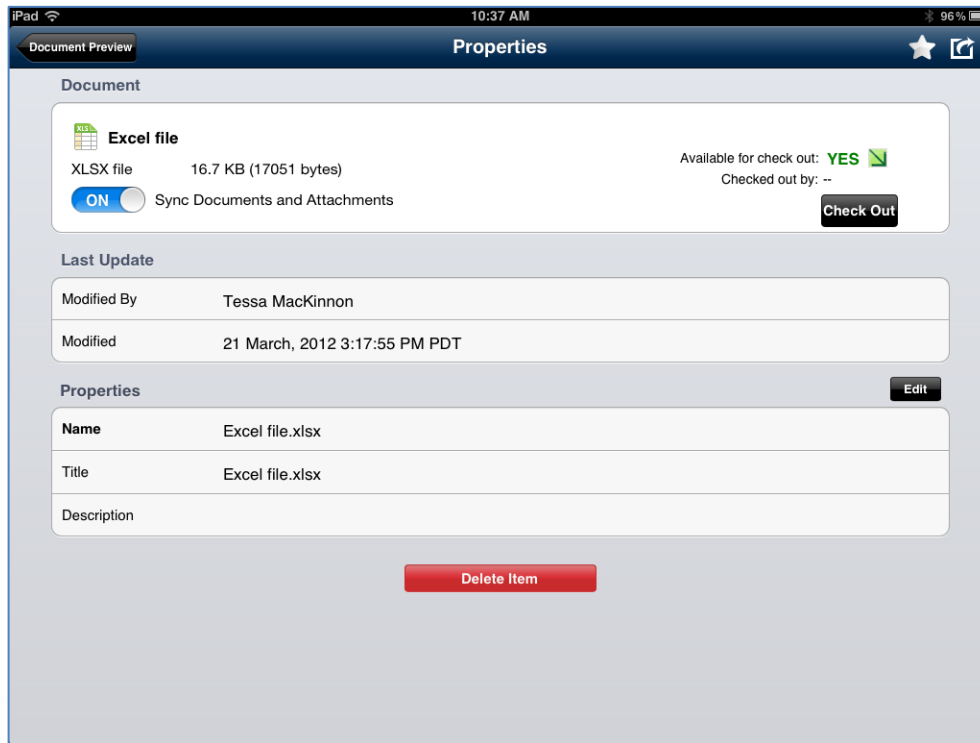 iPad 10:37 AM 96%
Document Preview Properties
Document
XLS
Excel file
XLSX file 16.7 KB (17051 bytes)
Available for check out: YES
Checked out by: --
ON Sync Documents and Attachments
Check Out
Last Update
Modified By Tessa MacKinnon
Modified 21 March, 2012 3:17:55 PM PDT
Properties Edit
Name Excel file.xlsx
Title Excel file.xlsx
Description
Delete Item